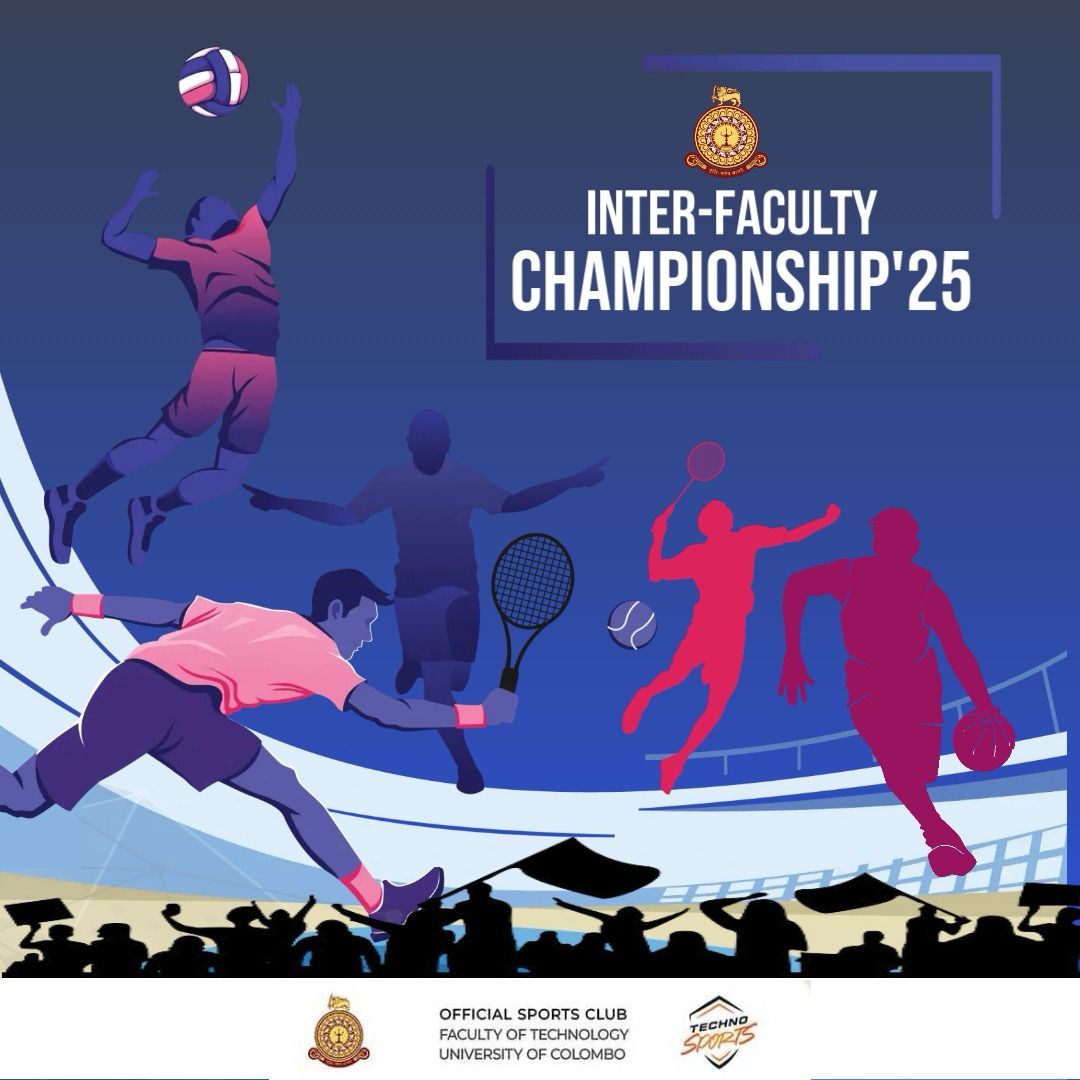 INTER-FACULTY
CHAMPIONSHIP'25
OFFICIAL SPORTS CLUB
FACULTY OF TECHNOLOGY
UNIVERSITY OF COLOMBO
TECHNO
SPORTS